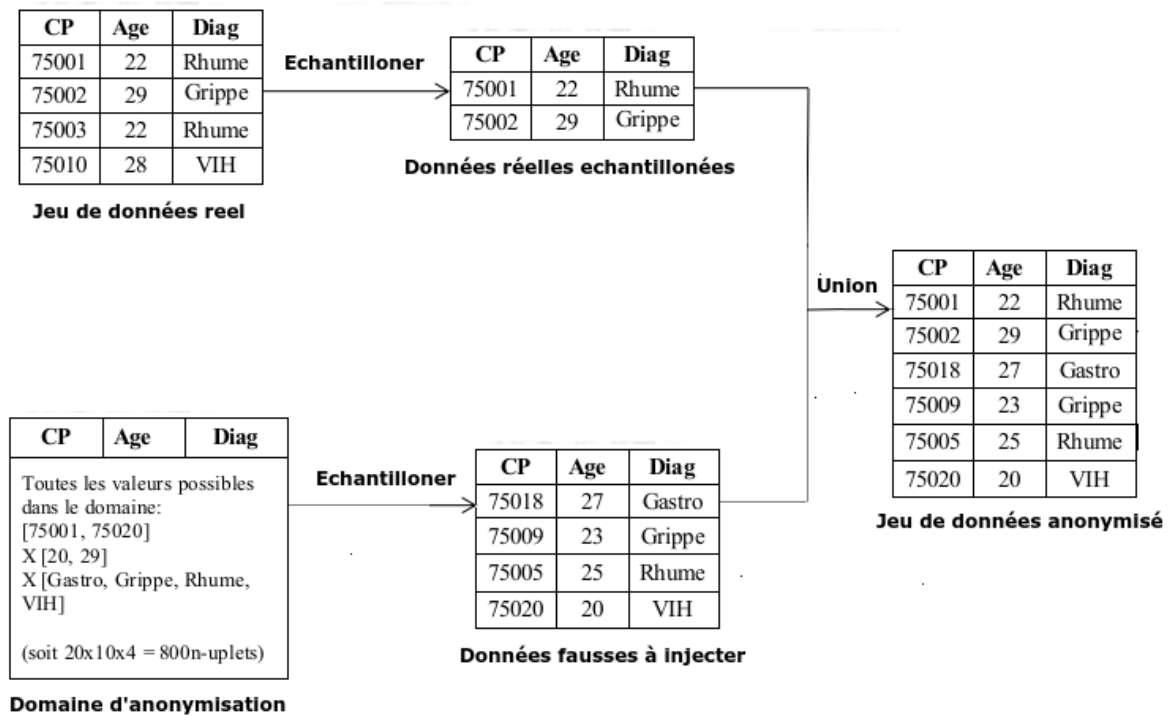 CP Age Diag
75001 22 Rhume
75002 29 Grippe
75003 22 Rhume
75010 28 VIH
Jeu de données reel
Echantilloner
CP Age Diag
75001 22 Rhume
75002 29 Grippe
Données réelles echantillonées
CP Age Diag
Toutes les valeurs possibles
dans le domaine:
[75001, 75020]
X [20, 29]
X [Gastro, Grippe, Rhume,
VIH]
(soit 20x10x4 = 800n-uplets)
Domaine d'anonymisation
Echantilloner
CP Age Diag
75018 27 Gastro
75009 23 Grippe
75005 25 Rhume
75020 20 VIH
Données fausses à injecter
Union
CP Age Diag
75001 22 Rhume
75002 29 Grippe
75018 27 Gastro
75009 23 Grippe
75005 25 Rhume
75020 20 VIH
Jeu de données anonymisé